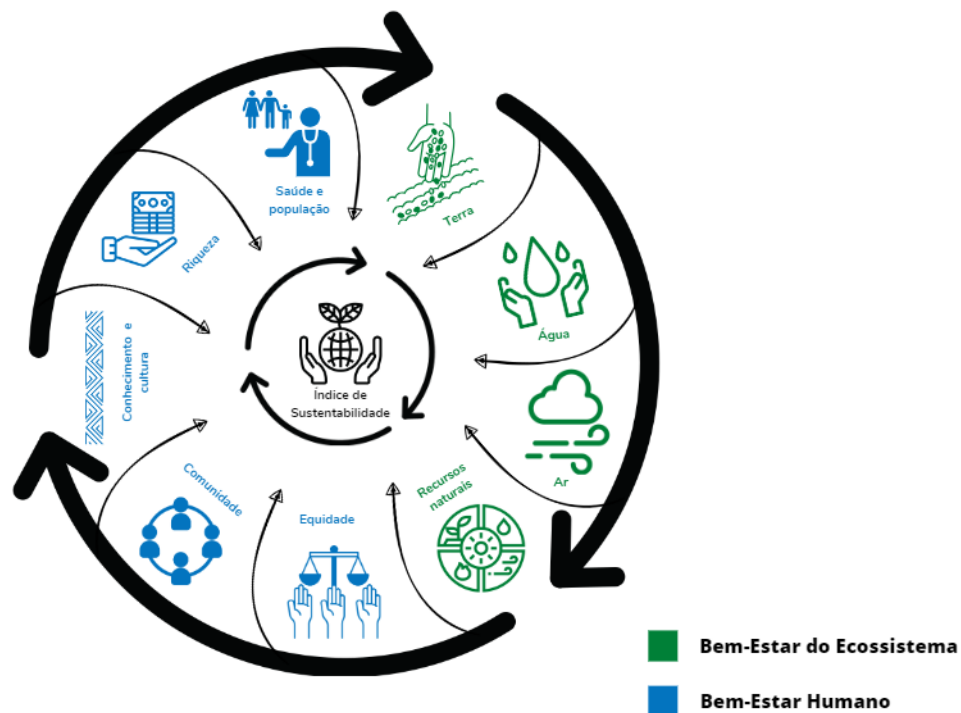 Saúde e
população
Terra
Riqueza
Água
Conhecimento e
cultura
Índice de
Sustentabilidade
Ar
Comunidade
Recursos
naturais
Equidade
Bem-Estar do Ecossistema
Bem-Estar Humano